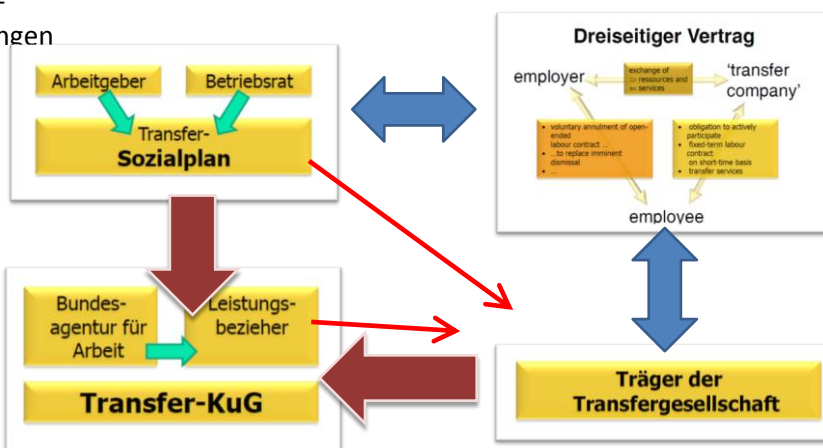 ngen
Arbeitgeber
Betriebsrat
Transfer-
Sozialplan
Dreiseitiger Vertrag
employer
exchange of
⇨ ressources and
⇦ services
'transfer
company'
• voluntary annulment of open-
ended
labour contract ...
• ...to replace imminent
dismissal
• ...
• obligation to actively
participate
• fixed-term labour
contract
on short-time basis
• transfer services
employee
Bundes-
agentur für
Arbeit
Leistungs-
bezieher
Transfer-KuG
Träger der
Transfergesellschaft